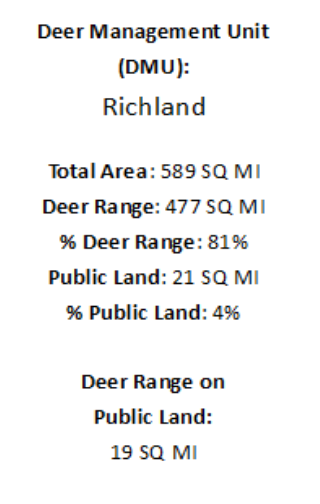 Deer Management Unit
(DMU):
Richland
Total Area: 589 SQ MI
Deer Range: 477 SQ MI
% Deer Range: 81%
Public Land: 21 SQ MI
% Public Land: 4%
Deer Range on
Public Land:
19 SQ MI